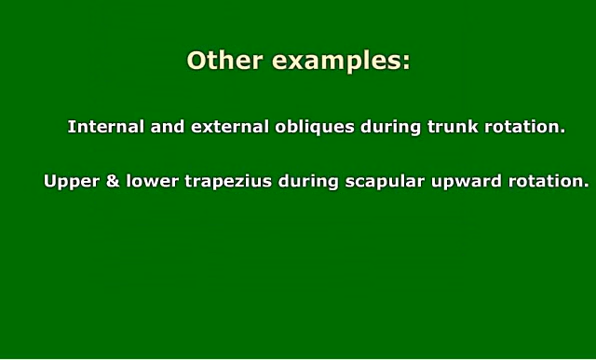 Other examples:
Internal and external obliques during trunk rotation.
Upper & lower trapezius during scapular upward rotation.